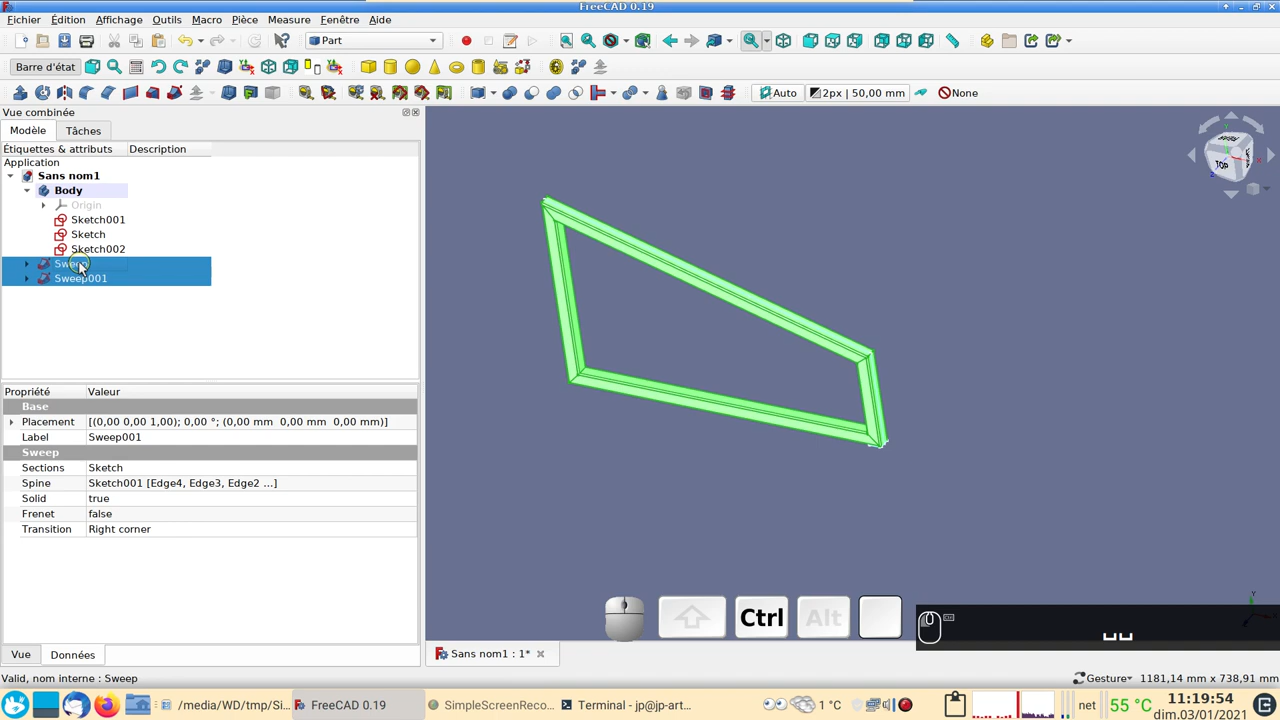 FreeCAD 0.19
Fichier Édition Affichage Outils Macro Pièce Measure Fenêtre Aide
Part
Barre d'état
Auto 2px | 50,00 mm None
Vue combinée
Modèle Tâches
Étiquettes & attributs Description
Application
Sans nom1
Body
Origin
Sketch001
Sketch
Sketch002
Sweep
Sweep001
TOP
Propriété Valeur
Base
Placement [(0,00 0,00 1,00); 0,00 °; (0,00 mm 0,00 mm 0,00 mm)]
Label Sweep001
Sweep
Sections Sketch
Spine Sketch001 [Edge4, Edge3, Edge2 ...]
Solid true
Frenet false
Transition Right corner
Ctrl Alt
Vue Données
Sans nom1 : 1*
Valid, nom interne : Sweep
Gesture 1181,14 mm x 738,91 mm
/media/WD/tmp/Si... FreeCAD 0.19 SimpleScreenReco... Terminal - jp@jp-art... 1 °C net 55 °C 11:19:54
dim.03/01/2021